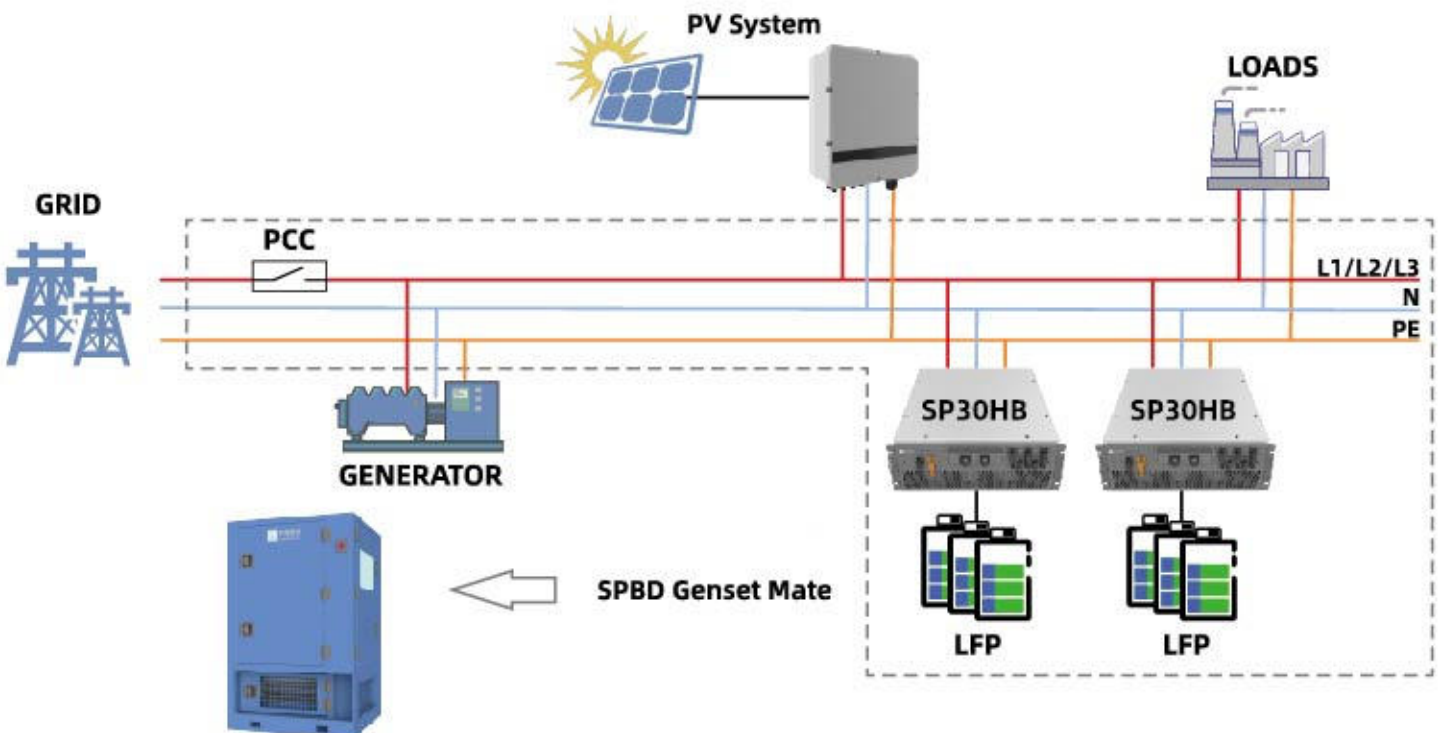 PV System
LOADS
GRID
PCC
L1/L2/L3
N
PE
SP30HB
SP30HB
GENERATOR
SPBD Genset Mate
LFP
LFP